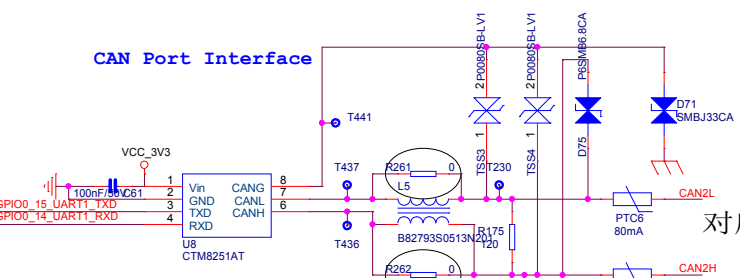 CAN Port Interface
P0080SB-LV1
P0080SB-LV1
P6SMB6.8CA
2
2
T441
D71
SMBJ33CA
TSS3
1
TSS4
1
D75
VCC_3V3
R261
0
T437
T230
L5
100nF/50V
C61
1
2
3
4
Vin
GND
TXD
RXD
CANG
CANL
CANH
8
7
6
GPIO0_15_UART1_TXD
GPIO0_14_UART1_RXD
U8
CTM8251AT
T436
B82793S0513N201
R175
120
PTC6
80mA
CAN2L
R262
0
CAN2H